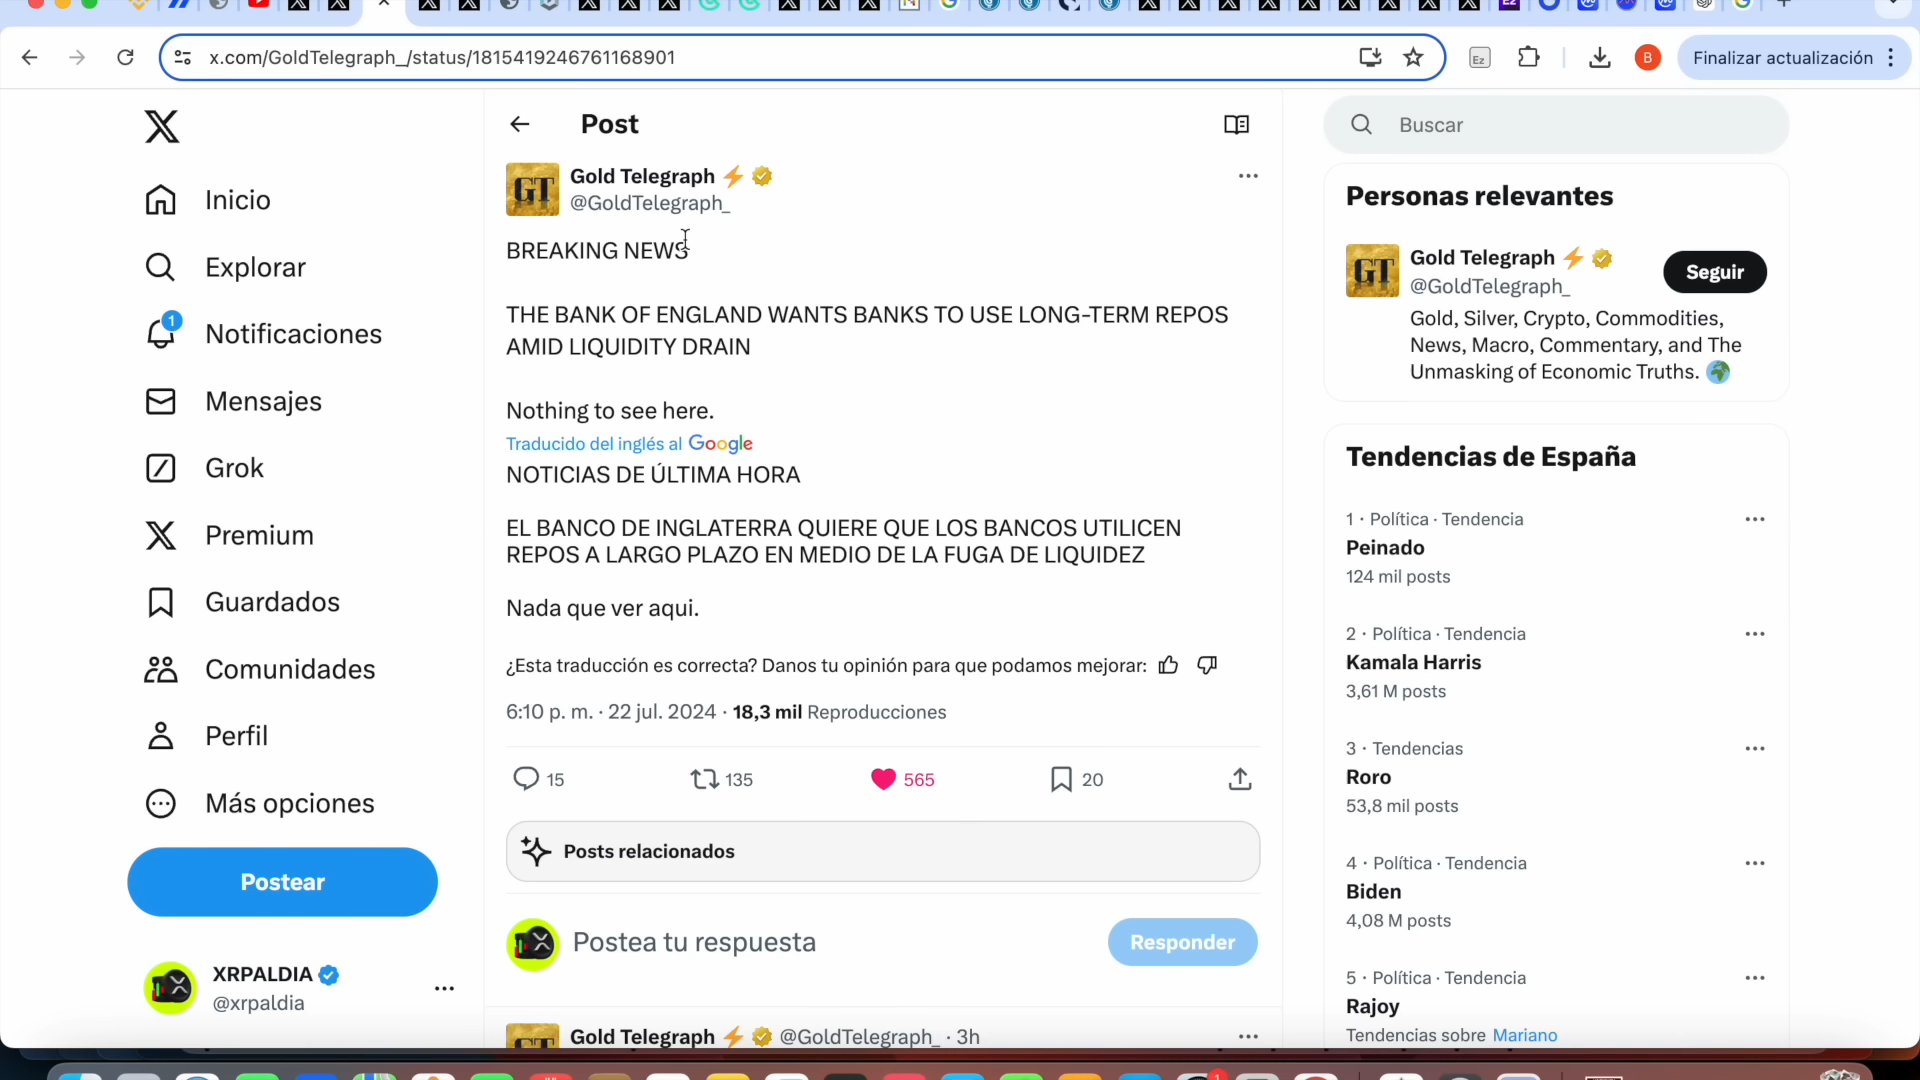 x.com/GoldTelegraph_/status/1815419246761168901
Ez
B
Finalizar actualización
Inicio
Explorar
1
Notificaciones
Mensajes
Grok
Premium
Guardados
Comunidades
Perfil
Más opciones
Postear
XRPALDIA
@xrpaldia
Post
GT
Gold Telegraph
@GoldTelegraph_
BREAKING NEWS
THE BANK OF ENGLAND WANTS BANKS TO USE LONG-TERM REPOS
AMID LIQUIDITY DRAIN
Nothing to see here.
Traducido del inglés al Google
NOTICIAS DE ÚLTIMA HORA
EL BANCO DE INGLATERRA QUIERE QUE LOS BANCOS UTILICEN
REPOS A LARGO PLAZO EN MEDIO DE LA FUGA DE LIQUIDEZ
Nada que ver aqui.
¿Esta traducción es correcta? Danos tu opinión para que podamos mejorar:
6:10 p. m. · 22 jul. 2024 · 18,3 mil Reproducciones
15 135 565 20
Posts relacionados
Postea tu respuesta
Responder
Gold Telegraph @GoldTelegraph_ · 3h
Buscar
Personas relevantes
GT
Gold Telegraph
@GoldTelegraph_
Seguir
Gold, Silver, Crypto, Commodities,
News, Macro, Commentary, and The
Unmasking of Economic Truths.
Tendencias de España
1 · Política · Tendencia
Peinado
124 mil posts
2 · Política · Tendencia
Kamala Harris
3,61 M posts
3 · Tendencias
Roro
53,8 mil posts
4 · Política · Tendencia
Biden
4,08 M posts
5 · Política · Tendencia
Rajoy
Tendencias sobre Mariano